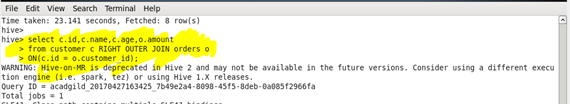 File Edit View Search Terminal Help
Time taken: 23.141 seconds, Fetched: 8 row(s)
hive>
hive> select c.id,c.name,c.age,o.amount
> from customer c RIGHT OUTER JOIN orders o
> ON(c.id = o.customer_id);
WARNING: Hive-on-MR is deprecated in Hive 2 and may not be available in the future versions. Consider using a different execu
tion engine (i.e. spark, tez) or using Hive 1.X releases.
Query ID = acadgild_20170427163425_7b49e2a4-8098-45f5-8deb-0a085f2966fa
Total jobs = 1